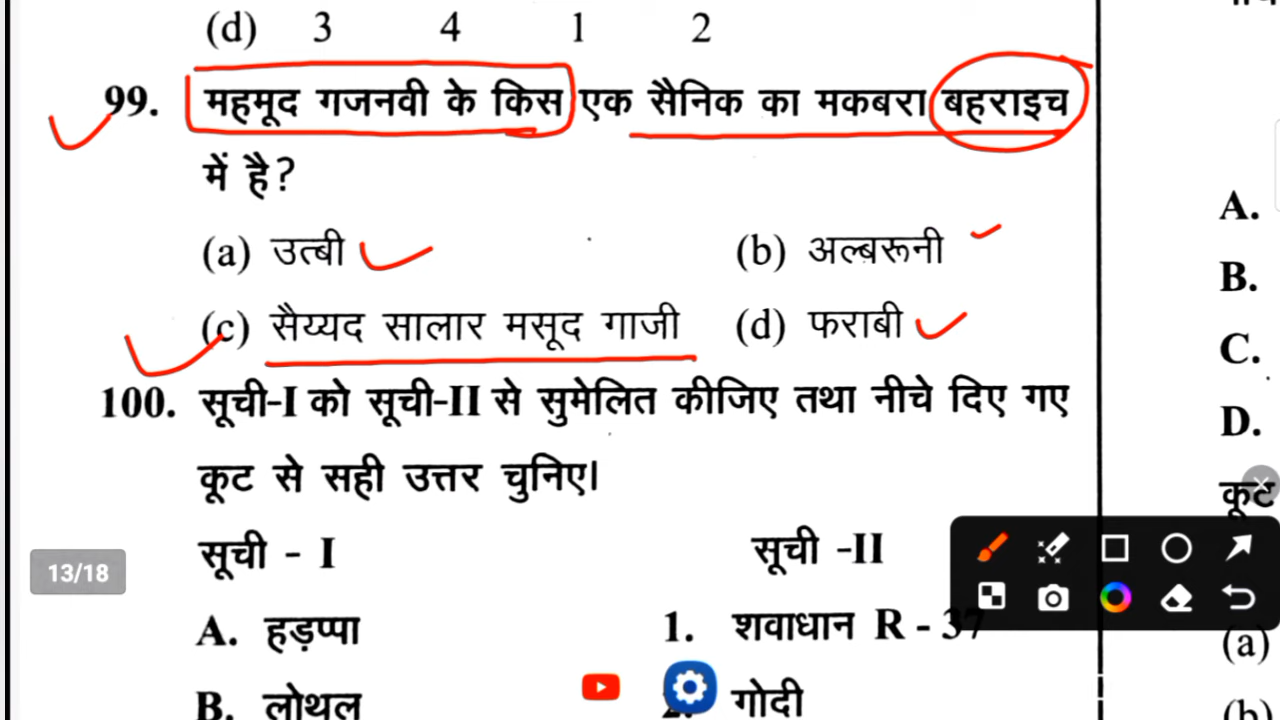 (d) 3 4 1 2
99. महमूद गजनवी के किस एक सैनिक का मकबरा बहराइच
में है?
(a) उत्बी (b) अल्बरूनी
(c) सैय्यद सालार मसूद गाजी (d) फराबी
100. सूची-I को सूची-II से सुमेलित कीजिए तथा नीचे दिए गए
कूट से सही उत्तर चुनिए।
सूची - I सूची -II
A. हड़प्पा 1. शवाधान R - 37
B. लोथल 2. गोदी
13/18
A.
B.
C.
D.
कूट
(a)
(b)